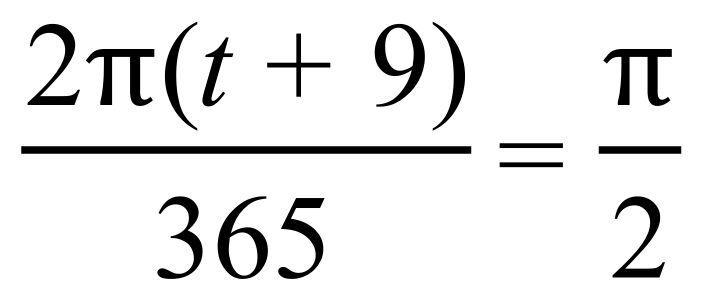 2π(t + 9)/365 = π/2